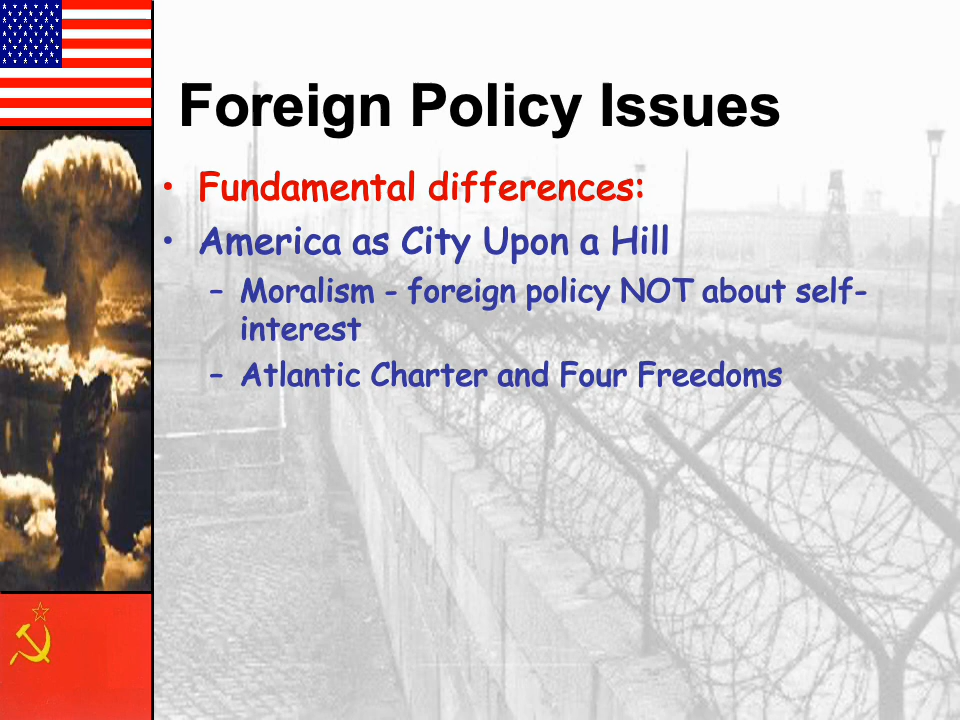 Foreign Policy Issues
• Fundamental differences:
• America as City Upon a Hill
– Moralism - foreign policy NOT about self-
interest
– Atlantic Charter and Four Freedoms